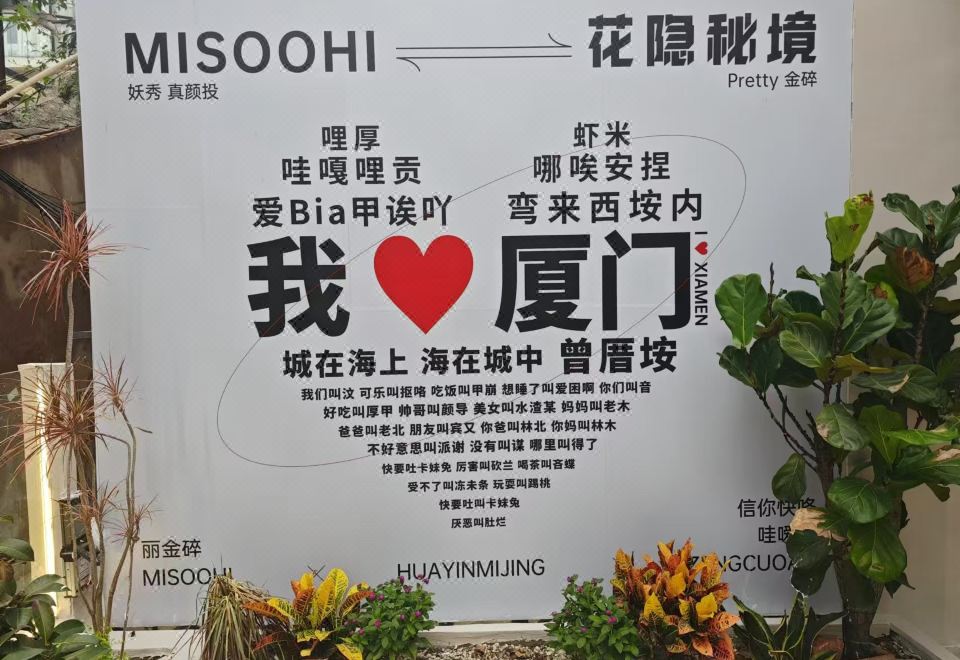 MISOOHI
花隐秘境
妖秀 真颜投
Pretty 金碎
哩厚
虾米
哇嘎哩贡
哪唉安捏
爱Bia甲诶吖
弯来西垵内
我❤厦门
I❤XIAMEN
城在海上 海在城中 曾厝垵
我们叫汶 可乐叫抠咯 吃饭叫甲崩 想睡了叫爱困啊 你们叫音
好吃叫厚甲 帅哥叫颜导 美女叫水渣某 妈妈叫老木
爸爸叫老北 朋友叫宾又 你爸叫林北 你妈叫林木
不好意思叫派谢 没有叫谋 哪里叫得了
快要吐卡妹兔 厉害叫砍兰 喝茶叫吝蝶
受不了叫冻未条 玩耍叫踢桃
快要吐叫卡妹兔
厌恶叫肚烂
信你快
哇
丽金碎
MISOOHI
×
HUAYINMIJING
NGCUOA